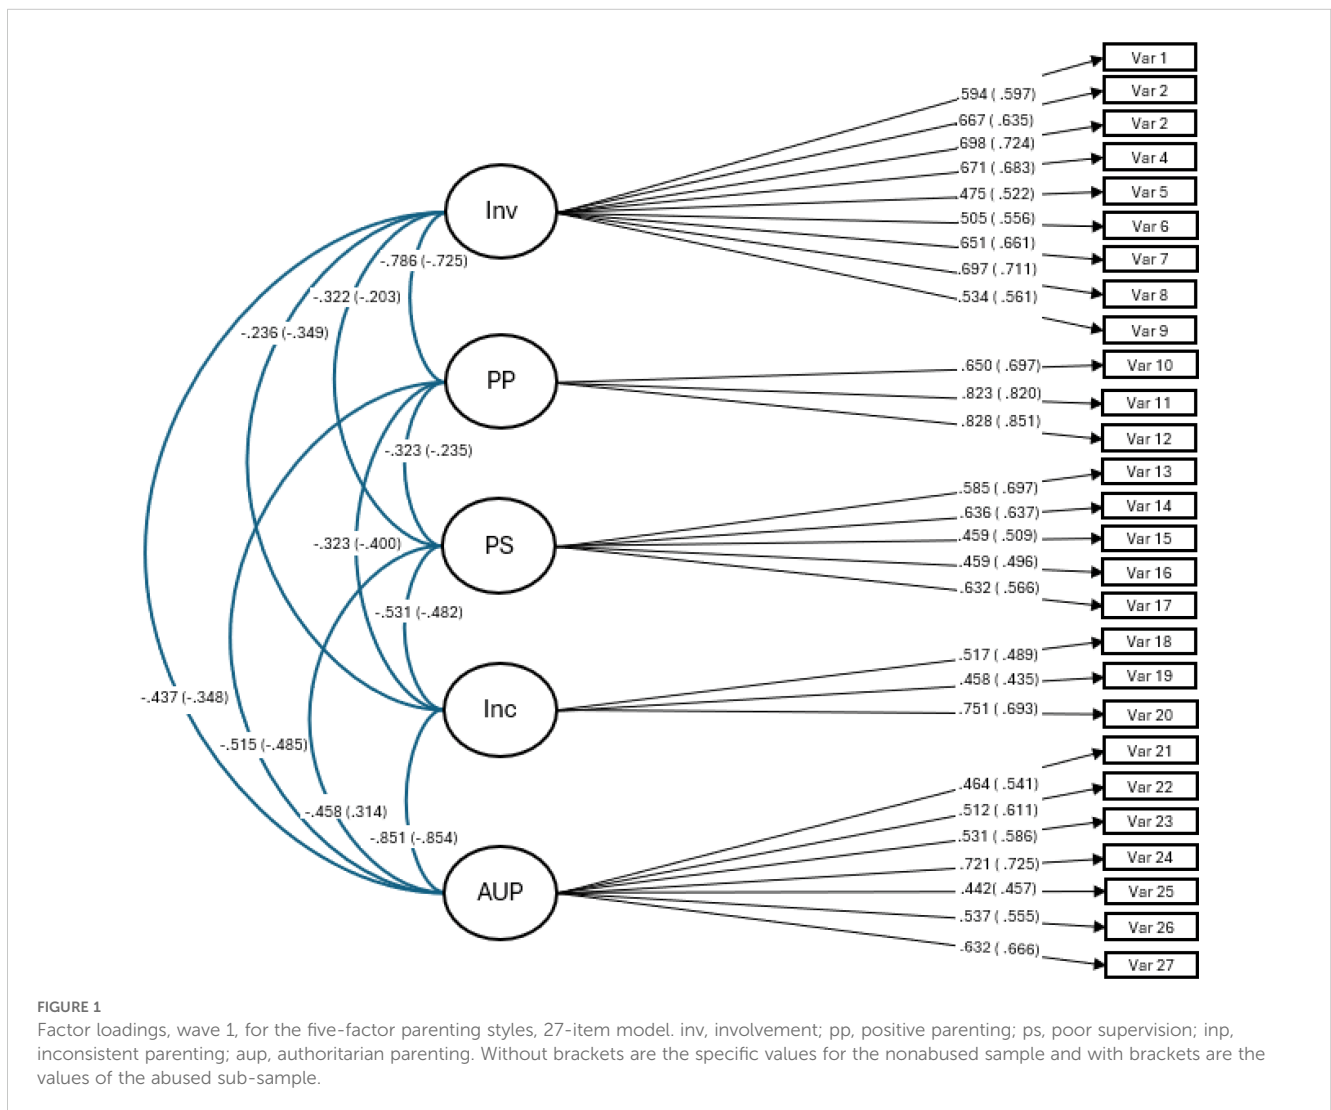 Var 1
.594 ( .597)
Var 2
.667 ( .635)
Var 2
.698 ( .724)
Var 4
.671 ( .683)
Var 5
.475 ( .522)
Inv
Var 6
.505 ( .556)
Var 7
.651 ( .661)
-.786 (-.725)
.697 ( .711)
Var 8
-.322 (-.203)
.534 ( .561)
-.236 (-.349)
Var 9
.650 ( .697)
Var 10
PP
.823 ( .820)
Var 11
.828 ( .851)
Var 12
-.323 (-.235)
Var 13
.585 ( .697)
Var 14
.636 ( .637)
.459 ( .509)
Var 15
-.323 (-.400)
PS
.459 ( .496)
Var 16
.632 ( .566)
Var 17
-.531 (-.482)
Var 18
.517 ( .489)
.458 ( .435)
Var 19
-.437 (-.348)
Inc
.751 ( .693)
Var 20
-.515 (-.485)
Var 21
.464 ( .541)
Var 22
-.458 (.314)
.512 ( .611)
Var 23
-.851 (-.854)
.531 ( .586)
Var 24
.721 ( .725)
AUP
.442( .457)
Var 25
.537 ( .555)
Var 26
.632 ( .666)
Var 27
FIGURE 1
Factor loadings, wave 1, for the five-factor parenting styles, 27-item model. inv, involvement; pp, positive parenting; ps, poor supervision; inp,
inconsistent parenting; aup, authoritarian parenting. Without brackets are the specific values for the nonabused sample and with brackets are the
values of the abused sub-sample.